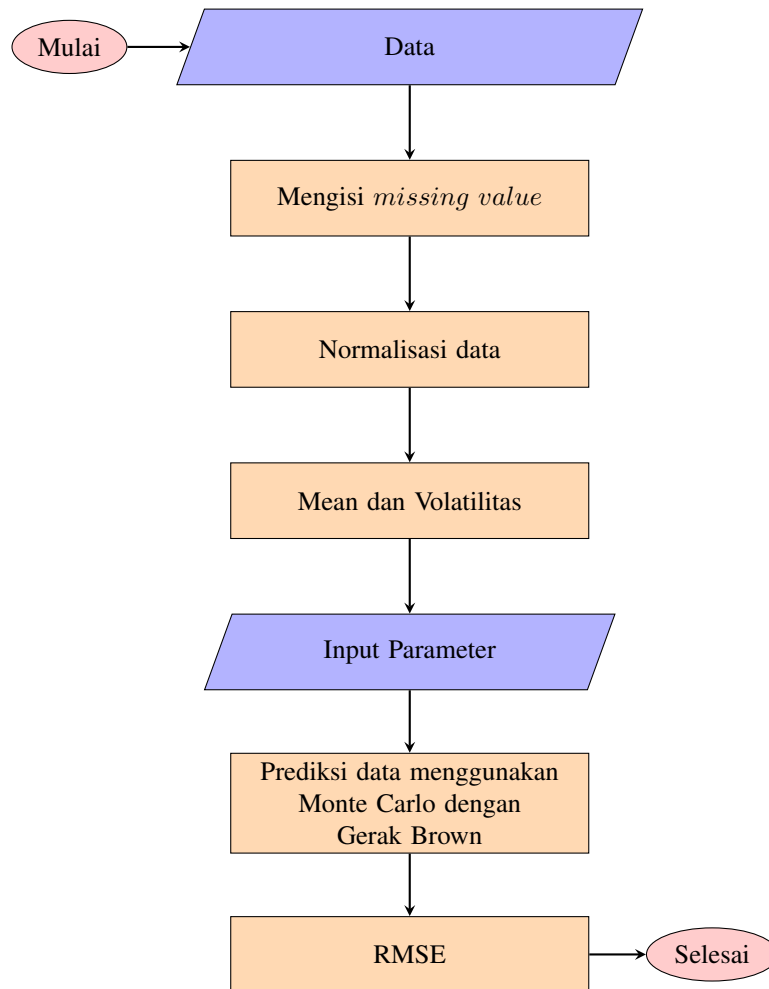 Mulai
Data
Mengisi missing value
Normalisasi data
Mean dan Volatilitas
Input Parameter
Prediksi data menggunakan
Monte Carlo dengan
Gerak Brown
RMSE
Selesai